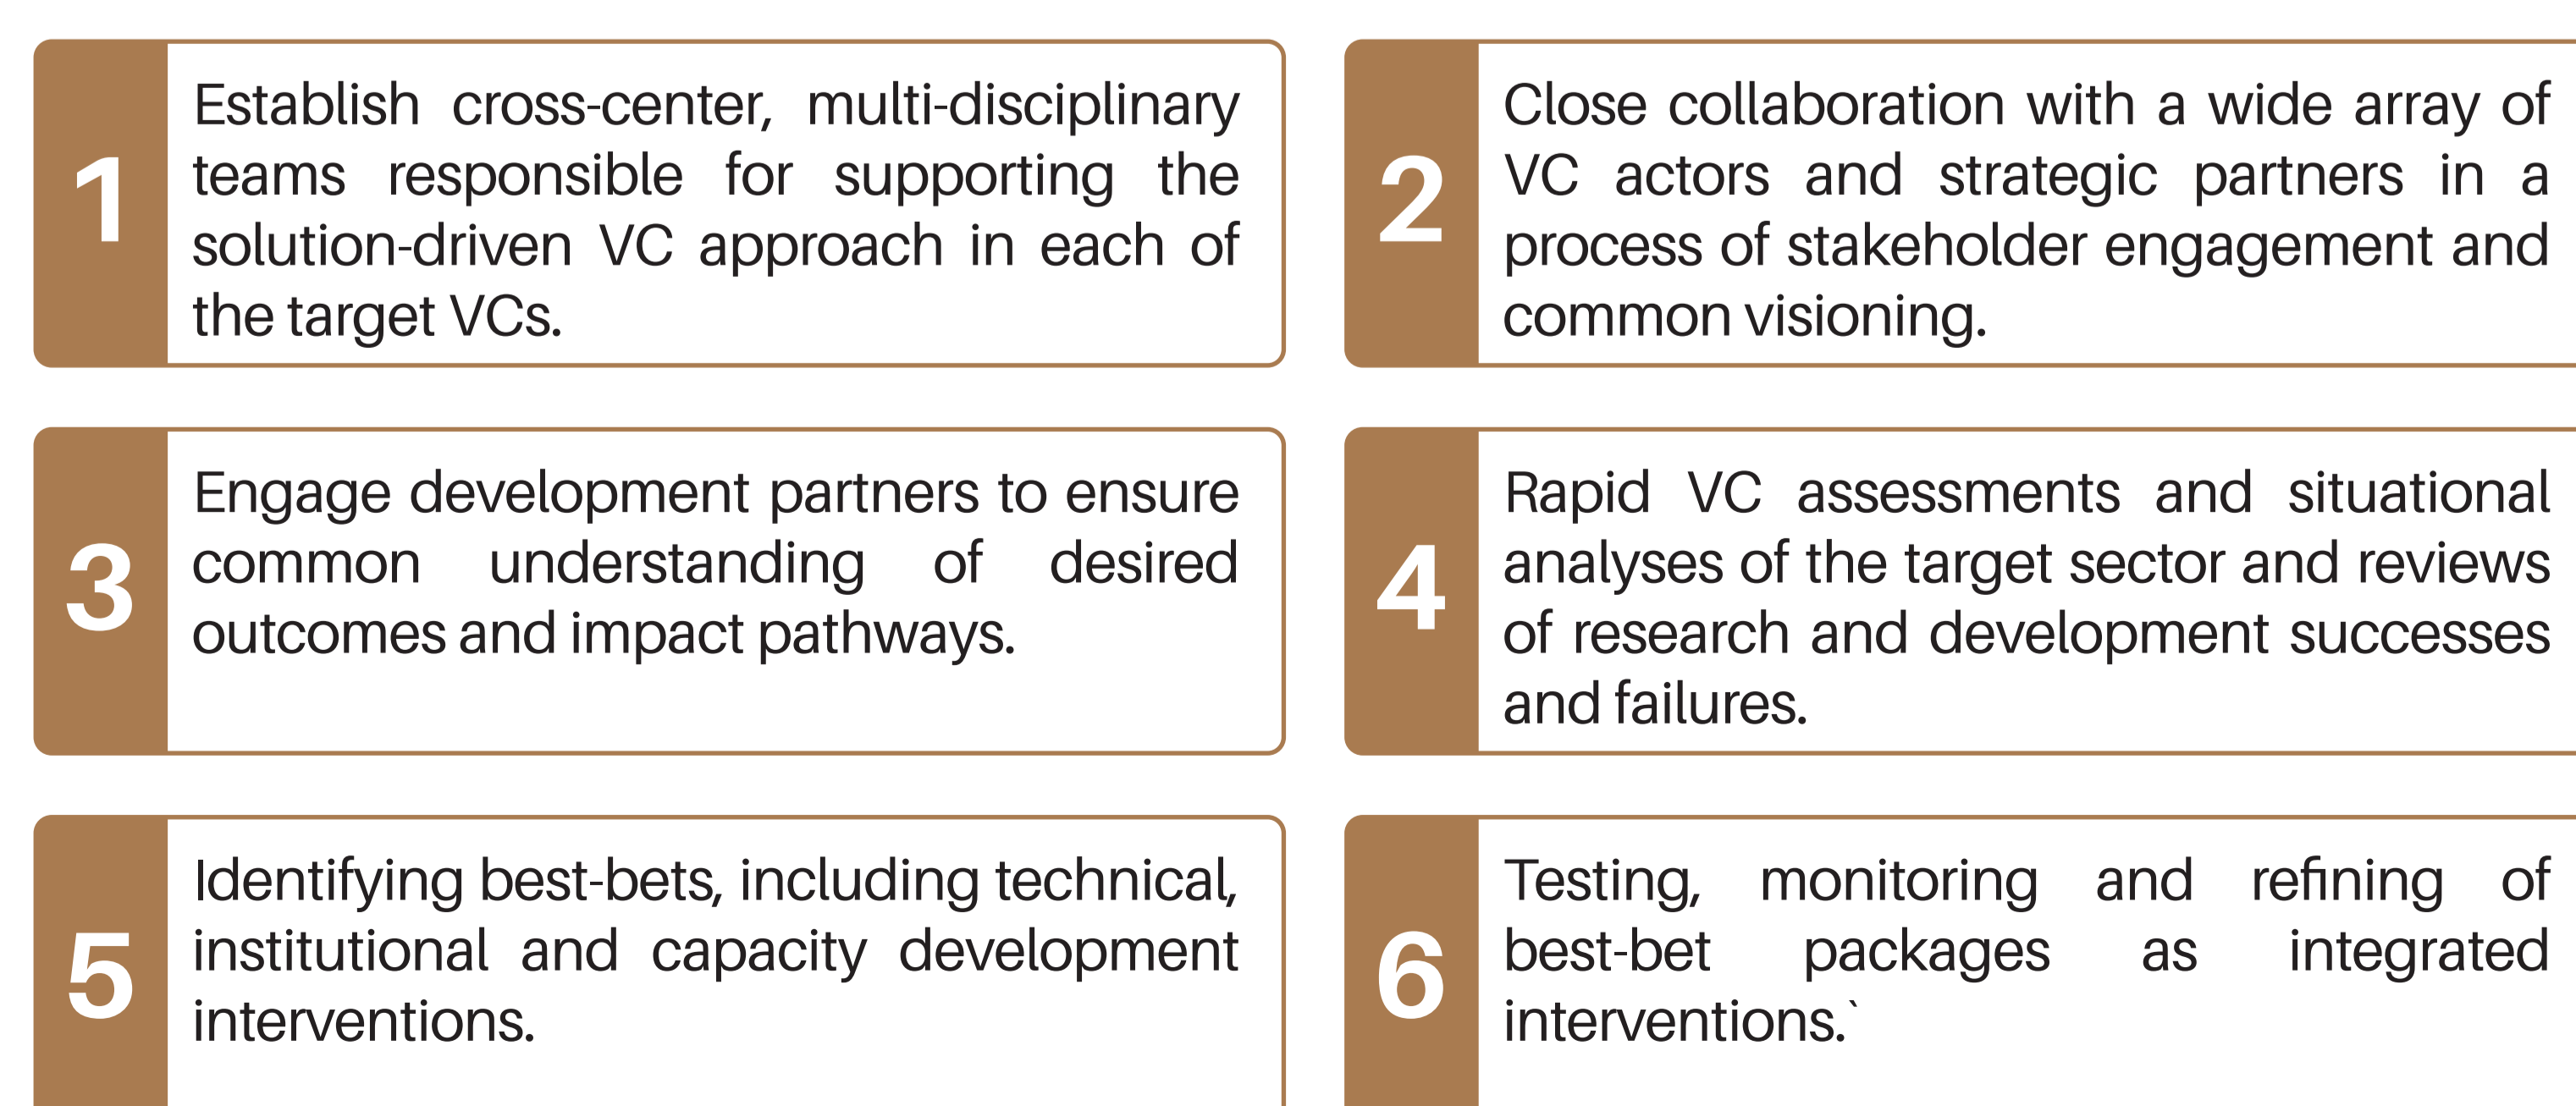 1
Establish cross-center, multi-disciplinary
teams responsible for supporting the
solution-driven VC approach in each of
the target VCs.
2
Close collaboration with a wide array of
VC actors and strategic partners in a
process of stakeholder engagement and
common visioning.
3
Engage development partners to ensure
common understanding of desired
outcomes and impact pathways.
4
Rapid VC assessments and situational
analyses of the target sector and reviews
of research and development successes
and failures.
5
Identifying best-bets, including technical,
institutional and capacity development
interventions.
6
Testing, monitoring and refining of
best-bet packages as integrated
interventions.`